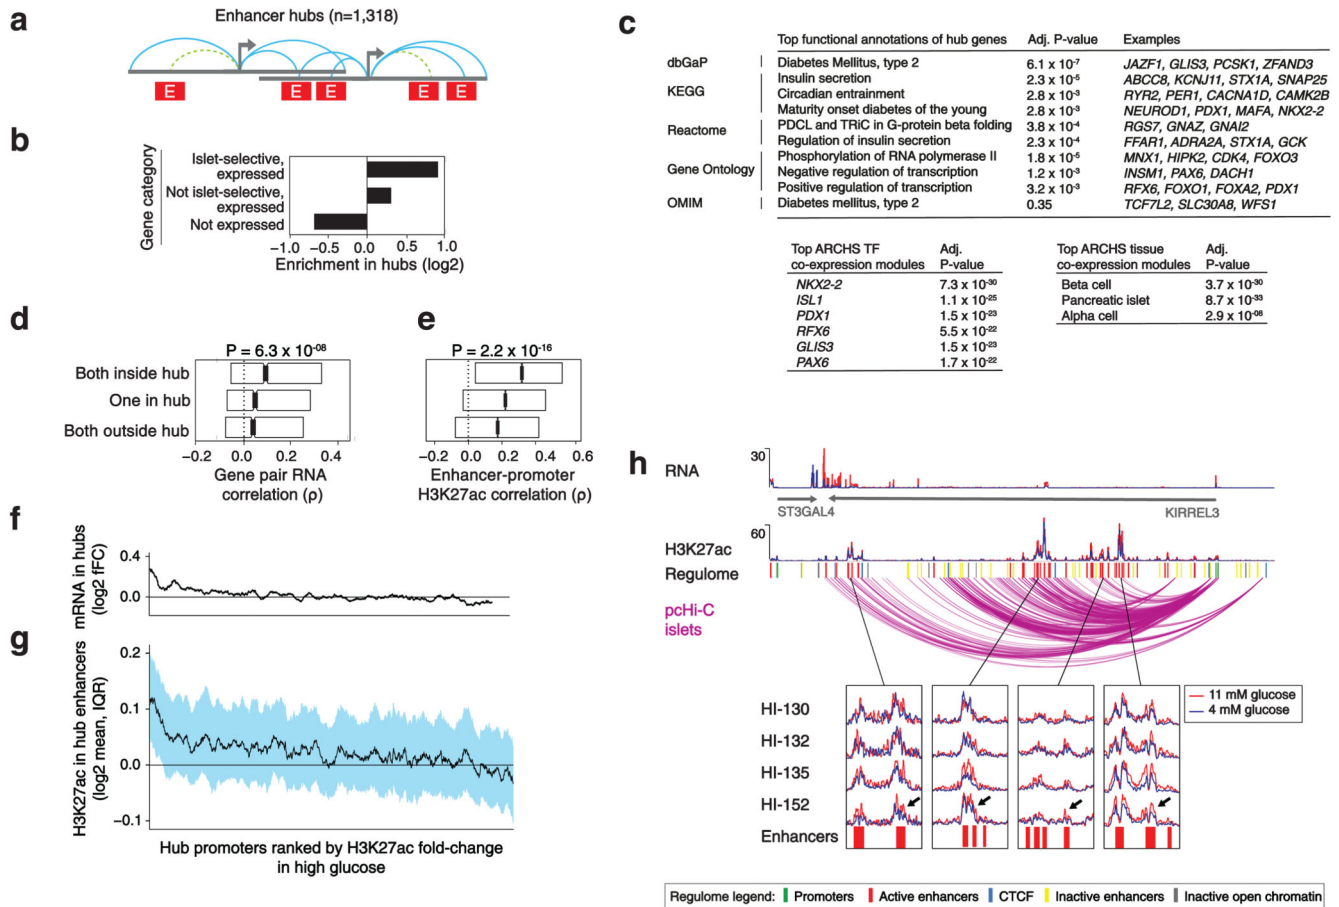 a
Enhancer hubs (n=1,318)
E
E
E
E
E
b
Gene category
Islet-selective,
expressed
Not islet-selective,
expressed
Not expressed
−1.0 −0.5 0.0 0.5 1.0
Enrichment in hubs (log2)
c
Top functional annotations of hub genes Adj. P-value Examples
dbGaP Diabetes Mellitus, type 2 6.1 x 10-7 JAZF1, GLIS3, PCSK1, ZFAND3
KEGG Insulin secretion 2.3 x 10-5 ABCC8, KCNJ11, STX1A, SNAP25
Circadian entrainment 2.8 x 10-3 RYR2, PER1, CACNA1D, CAMK2B
Maturity onset diabetes of the young 2.8 x 10-3 NEUROD1, PDX1, MAFA, NKX2-2
Reactome PDCL and TRiC in G-protein beta folding 3.8 x 10-4 RGS7, GNAZ, GNAI2
Regulation of insulin secretion 2.3 x 10-4 FFAR1, ADRA2A, STX1A, GCK
Gene Ontology Phosphorylation of RNA polymerase II 1.8 x 10-5 MNX1, HIPK2, CDK4, FOXO3
Negative regulation of transcription 1.2 x 10-3 INSM1, PAX6, DACH1
Positive regulation of transcription 3.2 x 10-3 RFX6, FOXO1, FOXA2, PDX1
OMIM Diabetes mellitus, type 2 0.35 TCF7L2, SLC30A8, WFS1
Top ARCHS TF Adj.
co-expression modules P-value
NKX2-2 7.3 x 10-30
ISL1 1.1 x 10-25
PDX1 1.5 x 10-23
RFX6 5.5 x 10-22
GLIS3 1.5 x 10-23
PAX6 1.7 x 10-22
Top ARCHS tissue Adj.
co-expression modules P-value
Beta cell 3.7 x 10-30
Pancreatic islet 8.7 x 10-33
Alpha cell 2.9 x 10-08
d
P = 6.3 x 10-08
Both inside hub
One in hub
Both outside hub
−0.2 0.0 0.2 0.4
Gene pair RNA
correlation (ρ)
e
P = 2.2 x 10-16
−0.2 0.0 0.2 0.4 0.6
Enhancer-promoter
H3K27ac correlation (ρ)
f
mRNA in hubs
(log2 fFC)
0.4
0.0
g
H3K27ac in hub enhancers
(log2 mean, IQR)
0.2
0.1
0.0
−0.1
Hub promoters ranked by H3K27ac fold-change
in high glucose
h
RNA
30
ST3GAL4
KIRREL3
60
H3K27ac
Regulome
pcHi-C
islets
11 mM glucose
4 mM glucose
HI-130
HI-132
HI-135
HI-152
Enhancers
Regulome legend: Promoters Active enhancers CTCF Inactive enhancers Inactive open chromatin